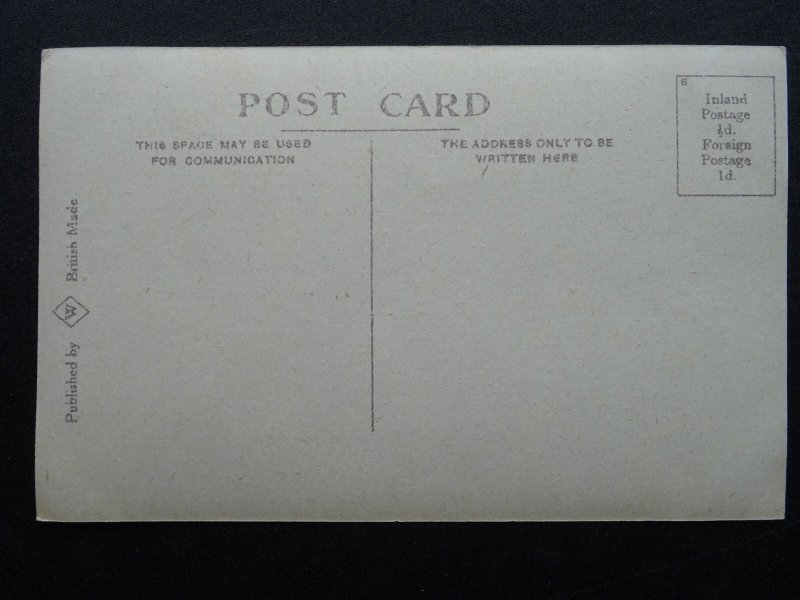 POST CARD
THIS SPACE MAY BE USED
FOR COMMUNICATION
THE ADDRESS ONLY TO BE
WRITTEN HERE
6
Inland
Postage
½d.
Foreign
Postage
1d.
Published by W British Made